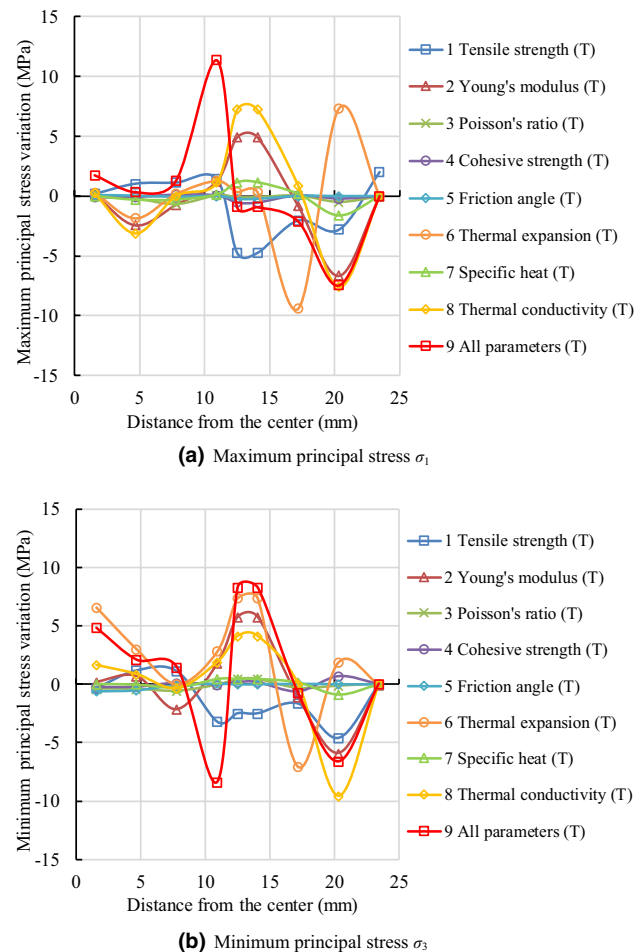 Maximum principal stress variation (MPa)
15
10
5
0
-5
-10
-15
0 5 10 15 20 25
Distance from the center (mm)
1 Tensile strength (T)
2 Young's modulus (T)
3 Poisson's ratio (T)
4 Cohesive strength (T)
5 Friction angle (T)
6 Thermal expansion (T)
7 Specific heat (T)
8 Thermal conductivity (T)
9 All parameters (T)
(a) Maximum principal stress σ1
Minimum principal stress variation (MPa)
15
10
5
0
-5
-10
-15
0 5 10 15 20 25
Distance from the center (mm)
1 Tensile strength (T)
2 Young's modulus (T)
3 Poisson's ratio (T)
4 Cohesive strength (T)
5 Friction angle (T)
6 Thermal expansion (T)
7 Specific heat (T)
8 Thermal conductivity (T)
9 All parameters (T)
(b) Minimum principal stress σ3